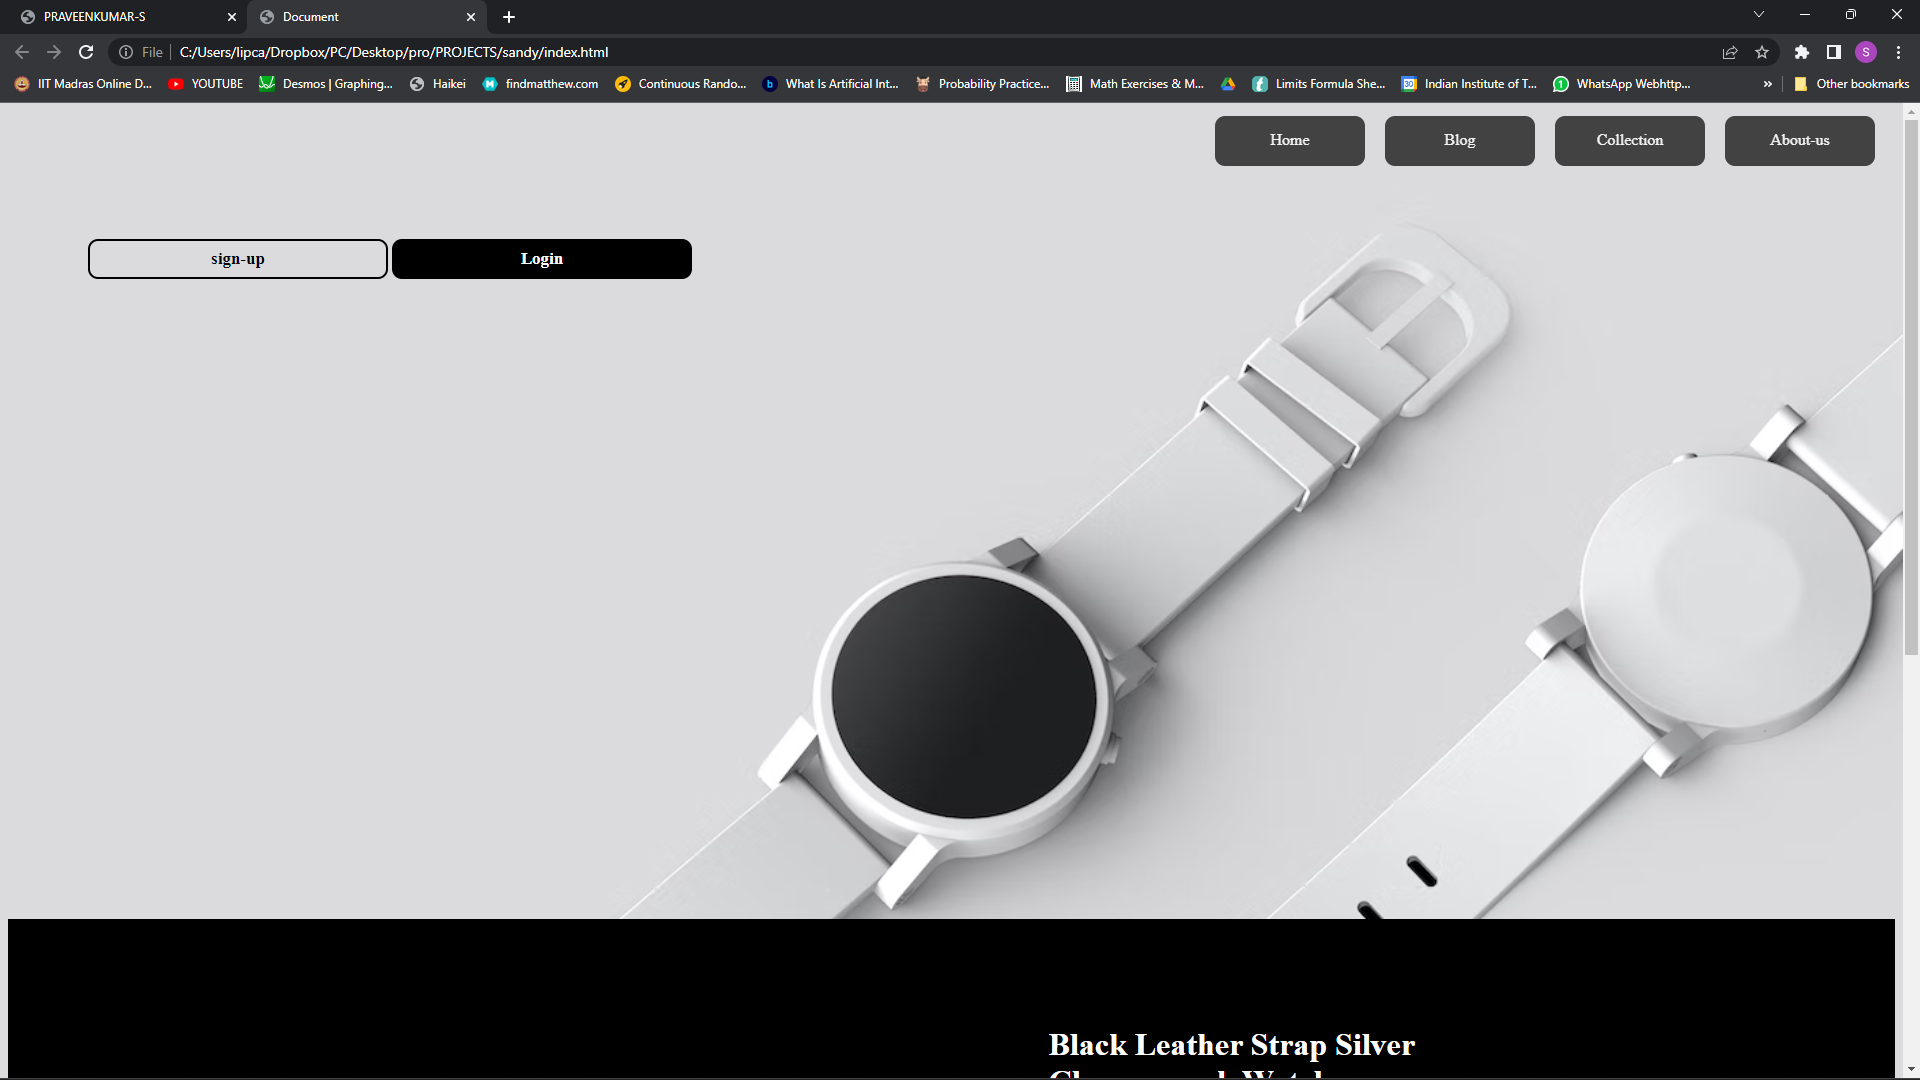 PRAVEENKUMAR-S
Document
File
C:/Users/lipca/Dropbox/PC/Desktop/pro/PROJECTS/sandy/index.html
S
IIT Madras Online D...
YOUTUBE
Desmos | Graphing...
Haikei
findmatthew.com
Continuous Rando...
What Is Artificial Int...
Probability Practice...
Math Exercises & M...
Limits Formula She...
Indian Institute of T...
WhatsApp Webhttp...
»
Other bookmarks
Home
Blog
Collection
About-us
sign-up
Login
Black Leather Strap Silver